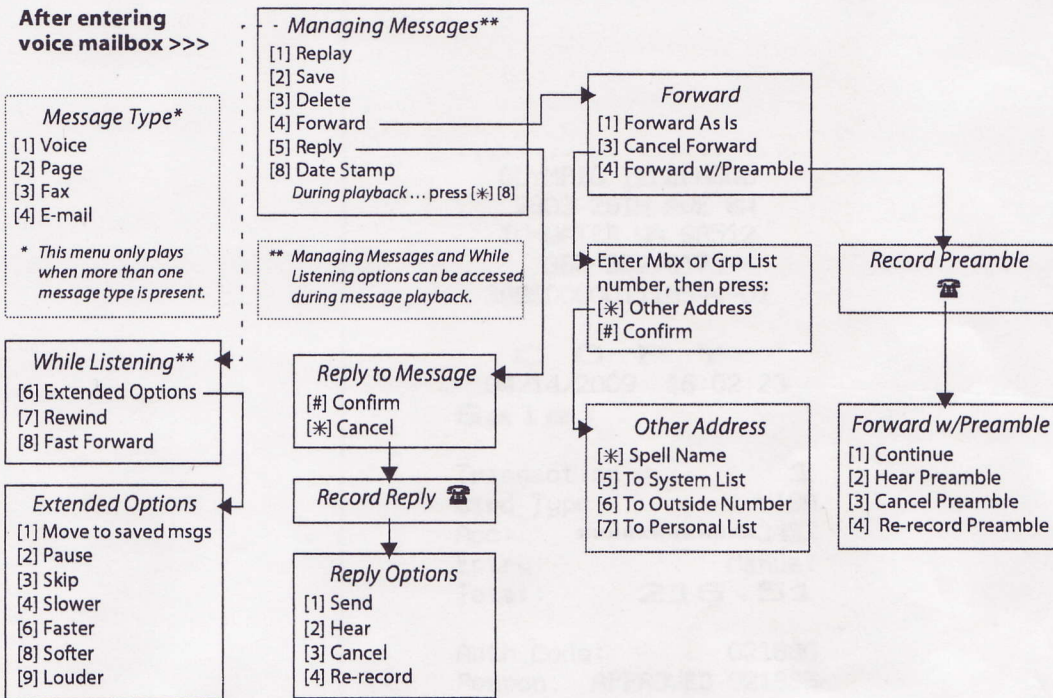 After entering
voice mailbox >>>
Message Type*
[1] Voice
[2] Page
[3] Fax
[4] E-mail
* This menu only plays
when more than one
message type is present.
Managing Messages**
[1] Replay
[2] Save
[3] Delete
[4] Forward
[5] Reply
[8] Date Stamp
During playback . . . press [✳] [8]
** Managing Messages and While
Listening options can be accessed
during message playback.
Forward
[1] Forward As Is
[3] Cancel Forward
[4] Forward w/Preamble
Enter Mbx or Grp List
number, then press:
[✳] Other Address
[#] Confirm
Record Preamble
While Listening**
[6] Extended Options
[7] Rewind
[8] Fast Forward
Reply to Message
[#] Confirm
[✳] Cancel
Other Address
[✳] Spell Name
[5] To System List
[6] To Outside Number
[7] To Personal List
Forward w/Preamble
[1] Continue
[2] Hear Preamble
[3] Cancel Preamble
[4] Re-record Preamble
Extended Options
[1] Move to saved msgs
[2] Pause
[3] Skip
[4] Slower
[6] Faster
[8] Softer
[9] Louder
Record Reply
Reply Options
[1] Send
[2] Hear
[3] Cancel
[4] Re-record